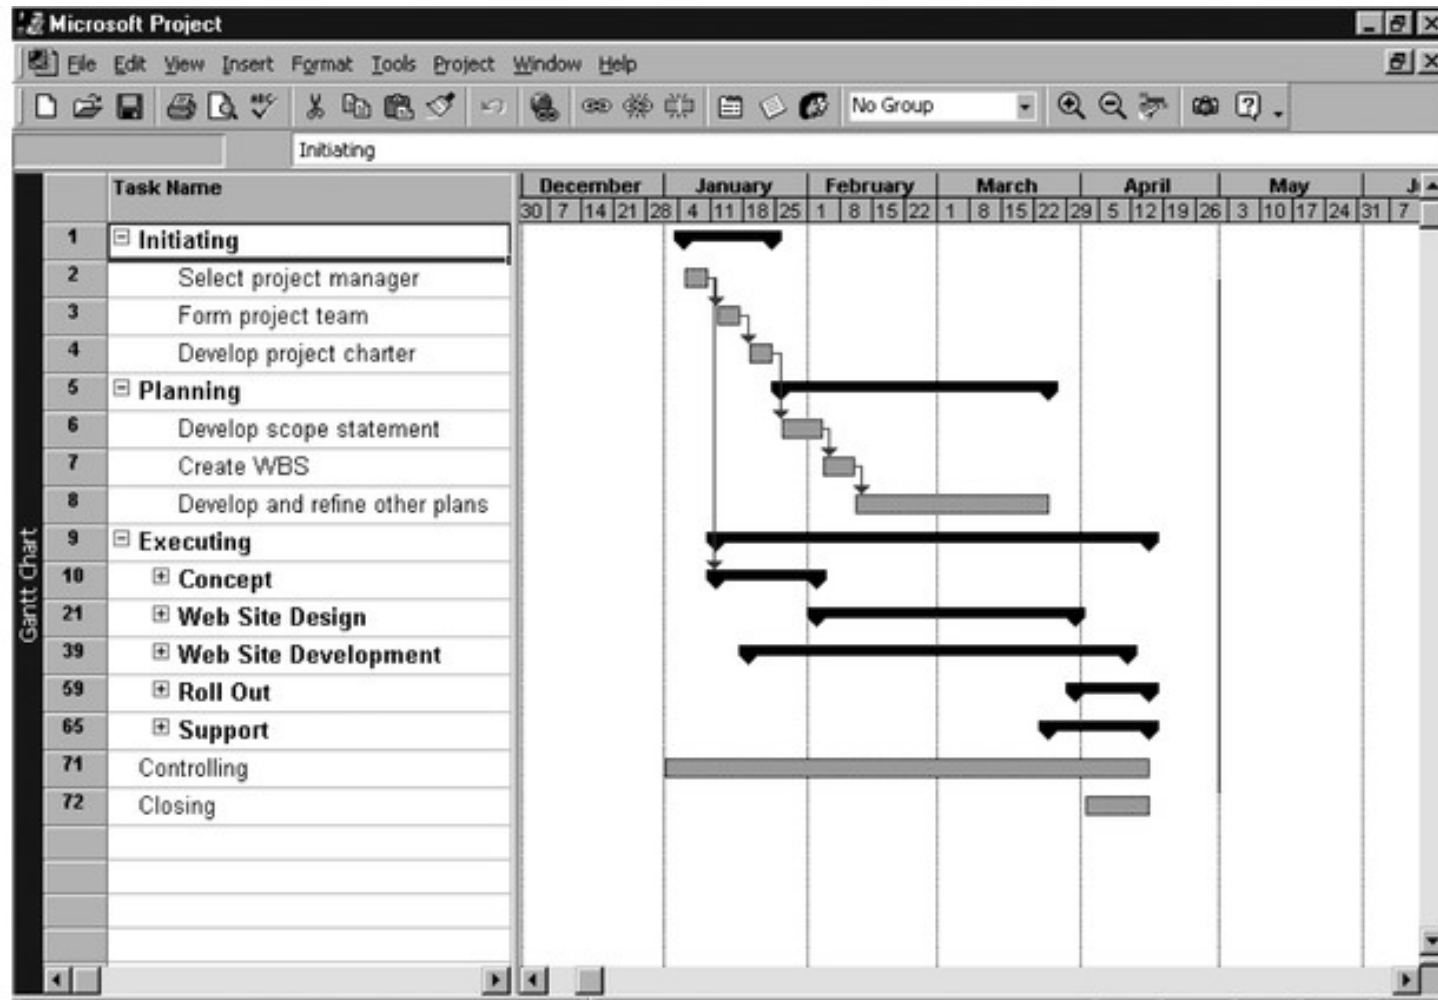 Microsoft Project
File Edit View Insert Format Tools Project Window Help
ABC No Group ?
Initiating
Task Name December January February March April May
30 7 14 21 28 4 11 18 25 1 8 15 22 1 8 15 22 29 5 12 19 26 3 10 17 24 31 7
1 Initiating
2 Select project manager
3 Form project team
4 Develop project charter
5 Planning
6 Develop scope statement
7 Create WBS
8 Develop and refine other plans
9 Executing
10 Concept
21 Web Site Design
39 Web Site Development
59 Roll Out
65 Support
71 Controlling
72 Closing
Gantt Chart